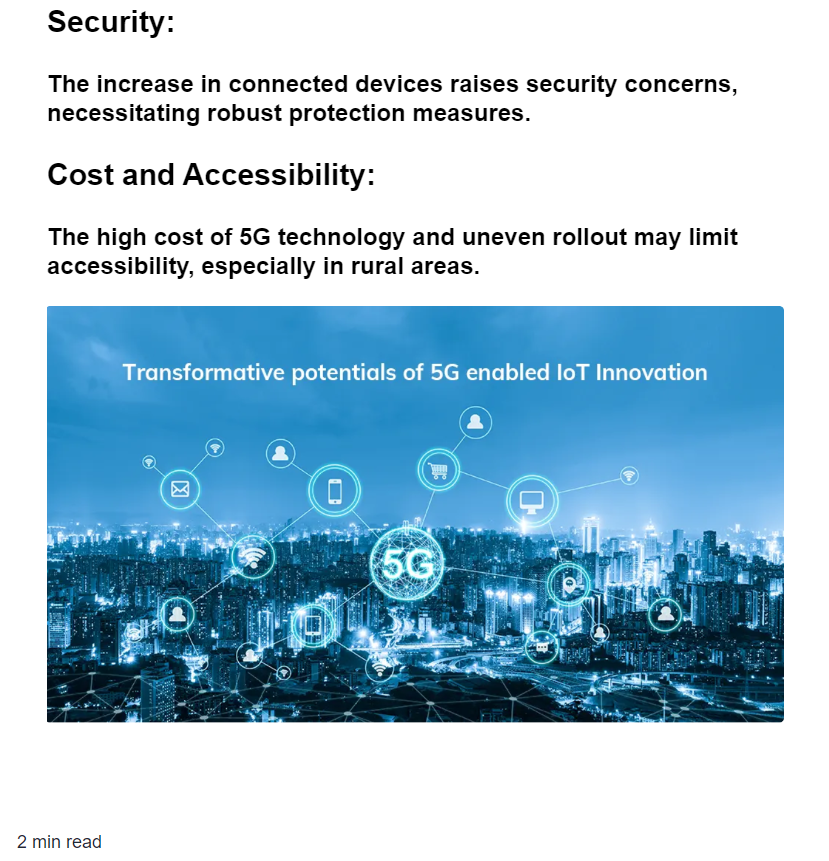 Security:
The increase in connected devices raises security concerns,
necessitating robust protection measures.
Cost and Accessibility:
The high cost of 5G technology and uneven rollout may limit
accessibility, especially in rural areas.
Transformative potentials of 5G enabled IoT Innovation
5G
2 min read